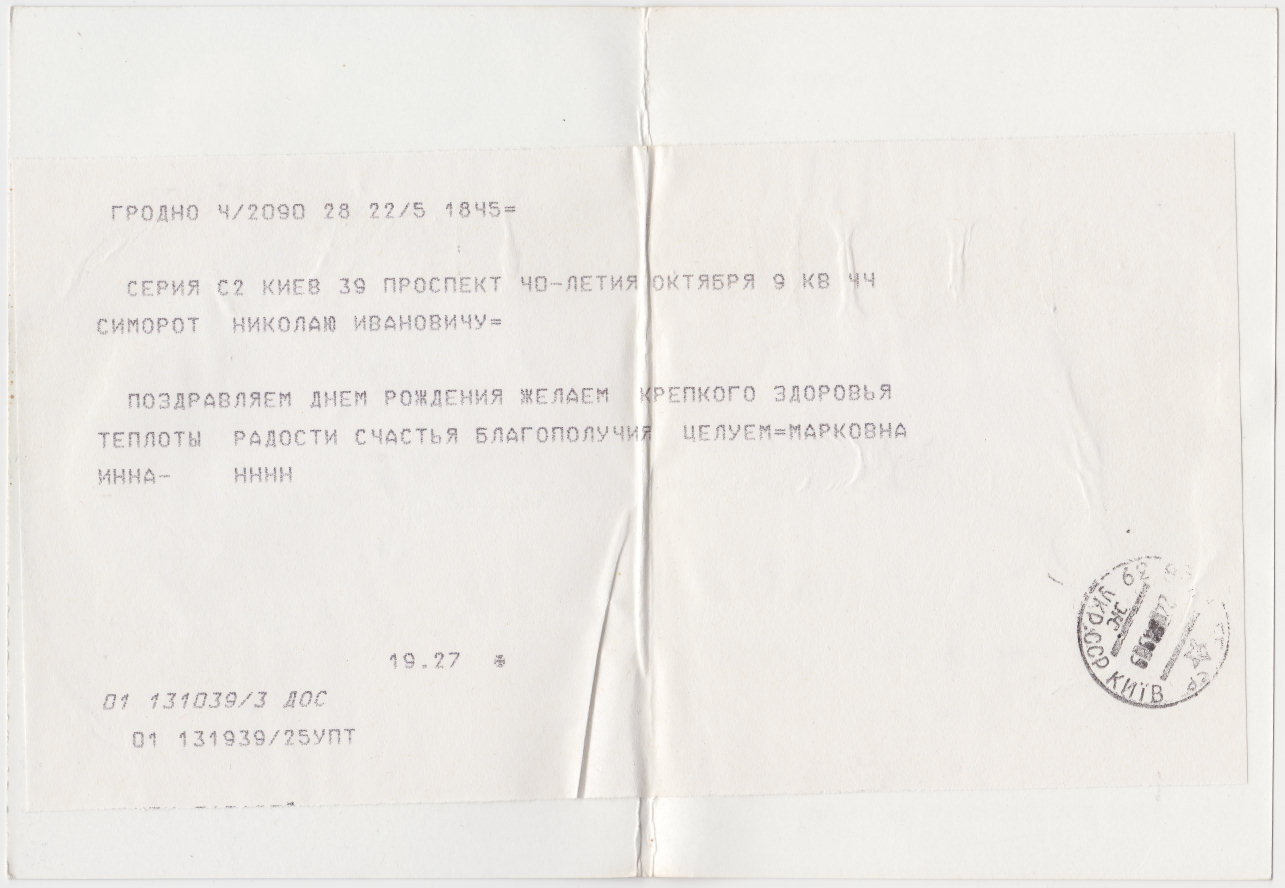 ГРОДНО 4/2090 28 22/5 1845=
СЕРИЯ С2 КИЕВ 39 ПРОСПЕКТ 40-ЛЕТИЯ ОКТЯБРЯ 9 КВ 44
СИМОРОТ НИКОЛАЮ ИВАНОВИЧУ=
ПОЗДРАВЛЯЕМ ДНЕМ РОЖДЕНИЯ ЖЕЛАЕМ КРЕПКОГО ЗДОРОВЬЯ
ТЕПЛОТЫ РАДОСТИ СЧАСТЬЯ БЛАГОПОЛУЧИЯ ЦЕЛУЕМ=МАРКОВНА
ИННА- НННН
19.27
01 131039/3 ДОС
01 131939/25УПТ
39
УКР.ССР КИЇВ